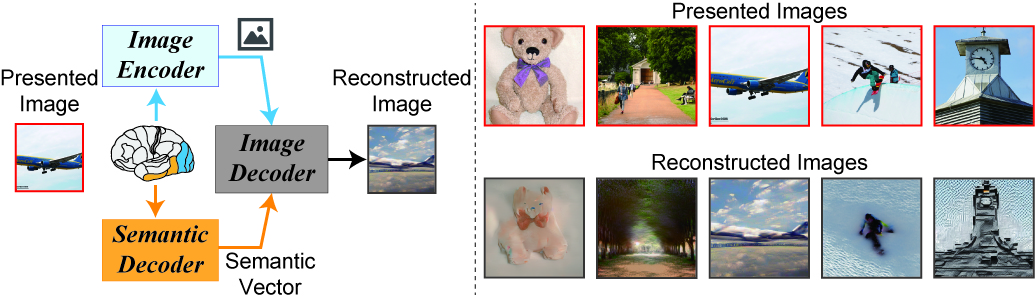 Presented
Image
Image
Encoder
Semantic
Decoder
Semantic
Vector
Image
Decoder
Reconstructed
Image
Presented Images
Reconstructed Images